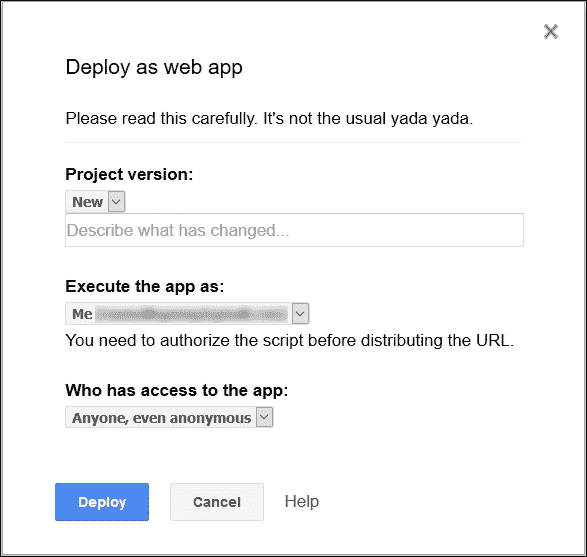 Deploy as web app
Please read this carefully. It's not the usual yada yada.
Project version:
New
Describe what has changed...
Execute the app as:
Me
You need to authorize the script before distributing the URL.
Who has access to the app:
Anyone, even anonymous
Deploy Cancel Help